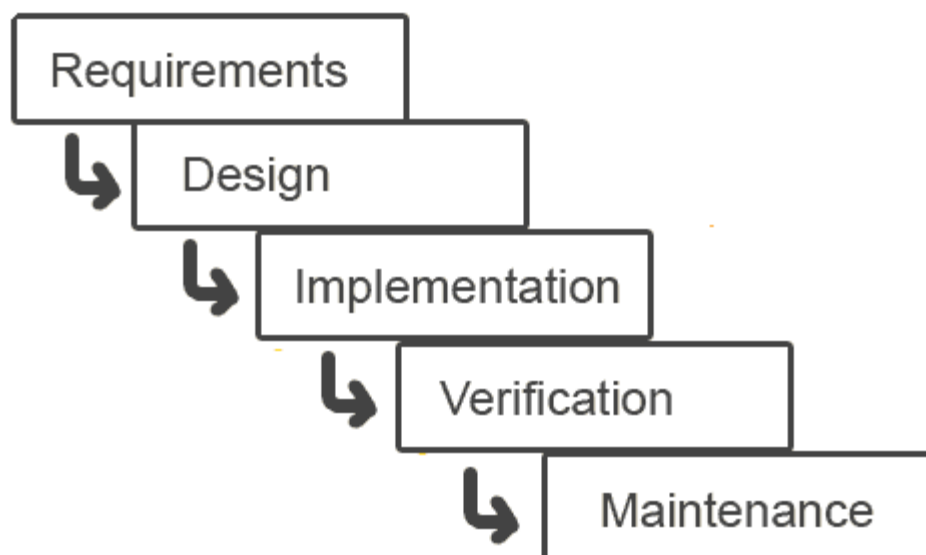 Requirements
Design
Implementation
Verification
Maintenance